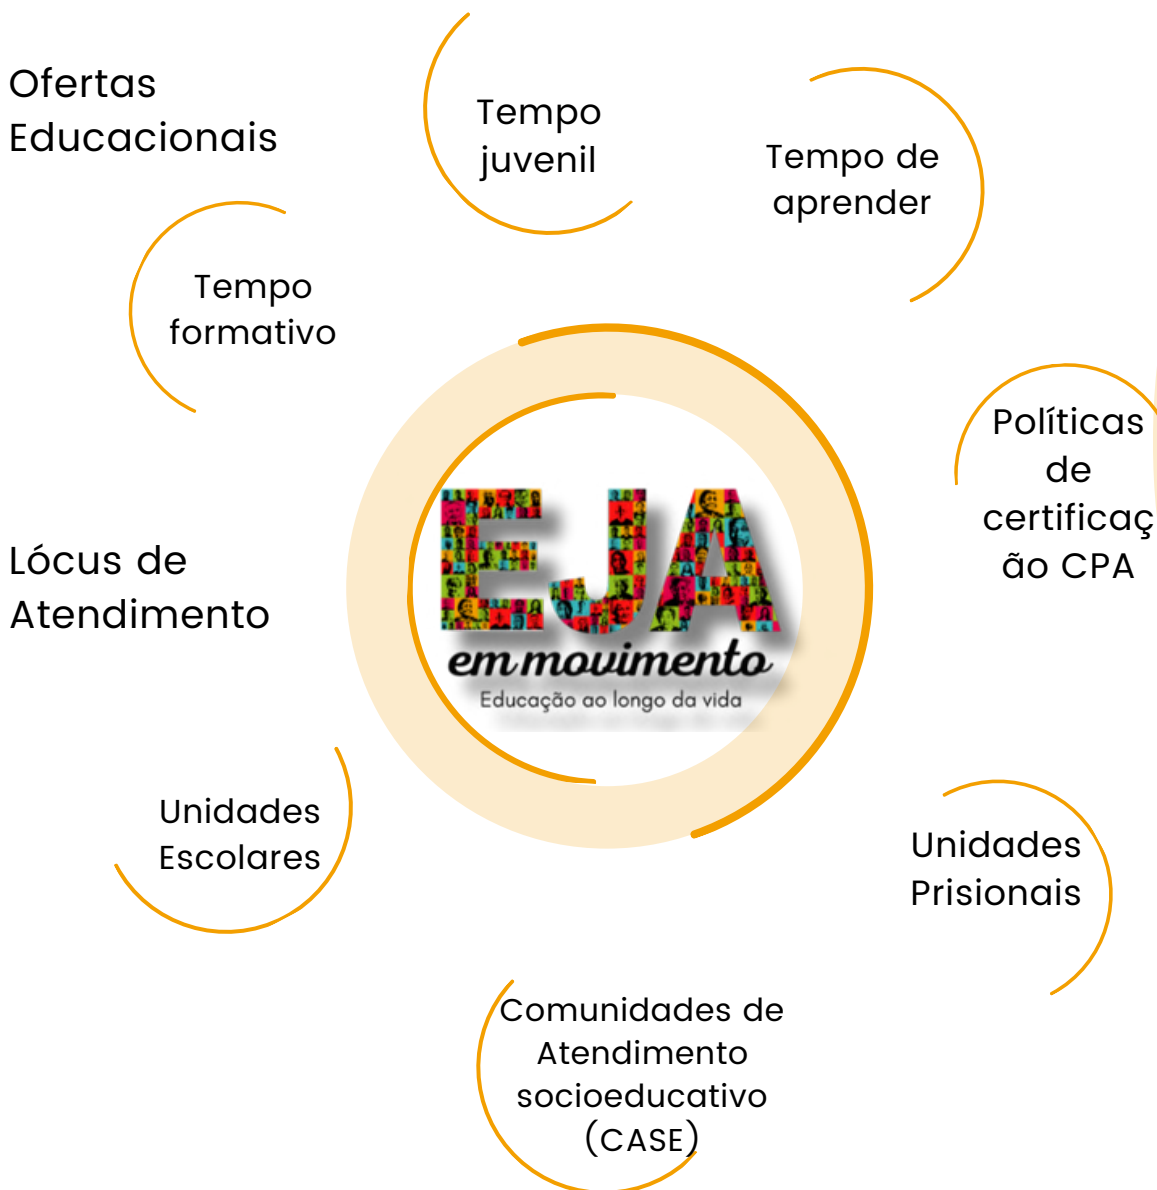 Ofertas
Educacionais
Tempo
juvenil
Tempo de
aprender
Tempo
formativo
Políticas
de
certificaç
ão CPA
Lócus de
Atendimento
EJA
em movimento
Educação ao longo da vida
Unidades
Escolares
Unidades
Prisionais
Comunidades de
Atendimento
socioeducativo
(CASE)